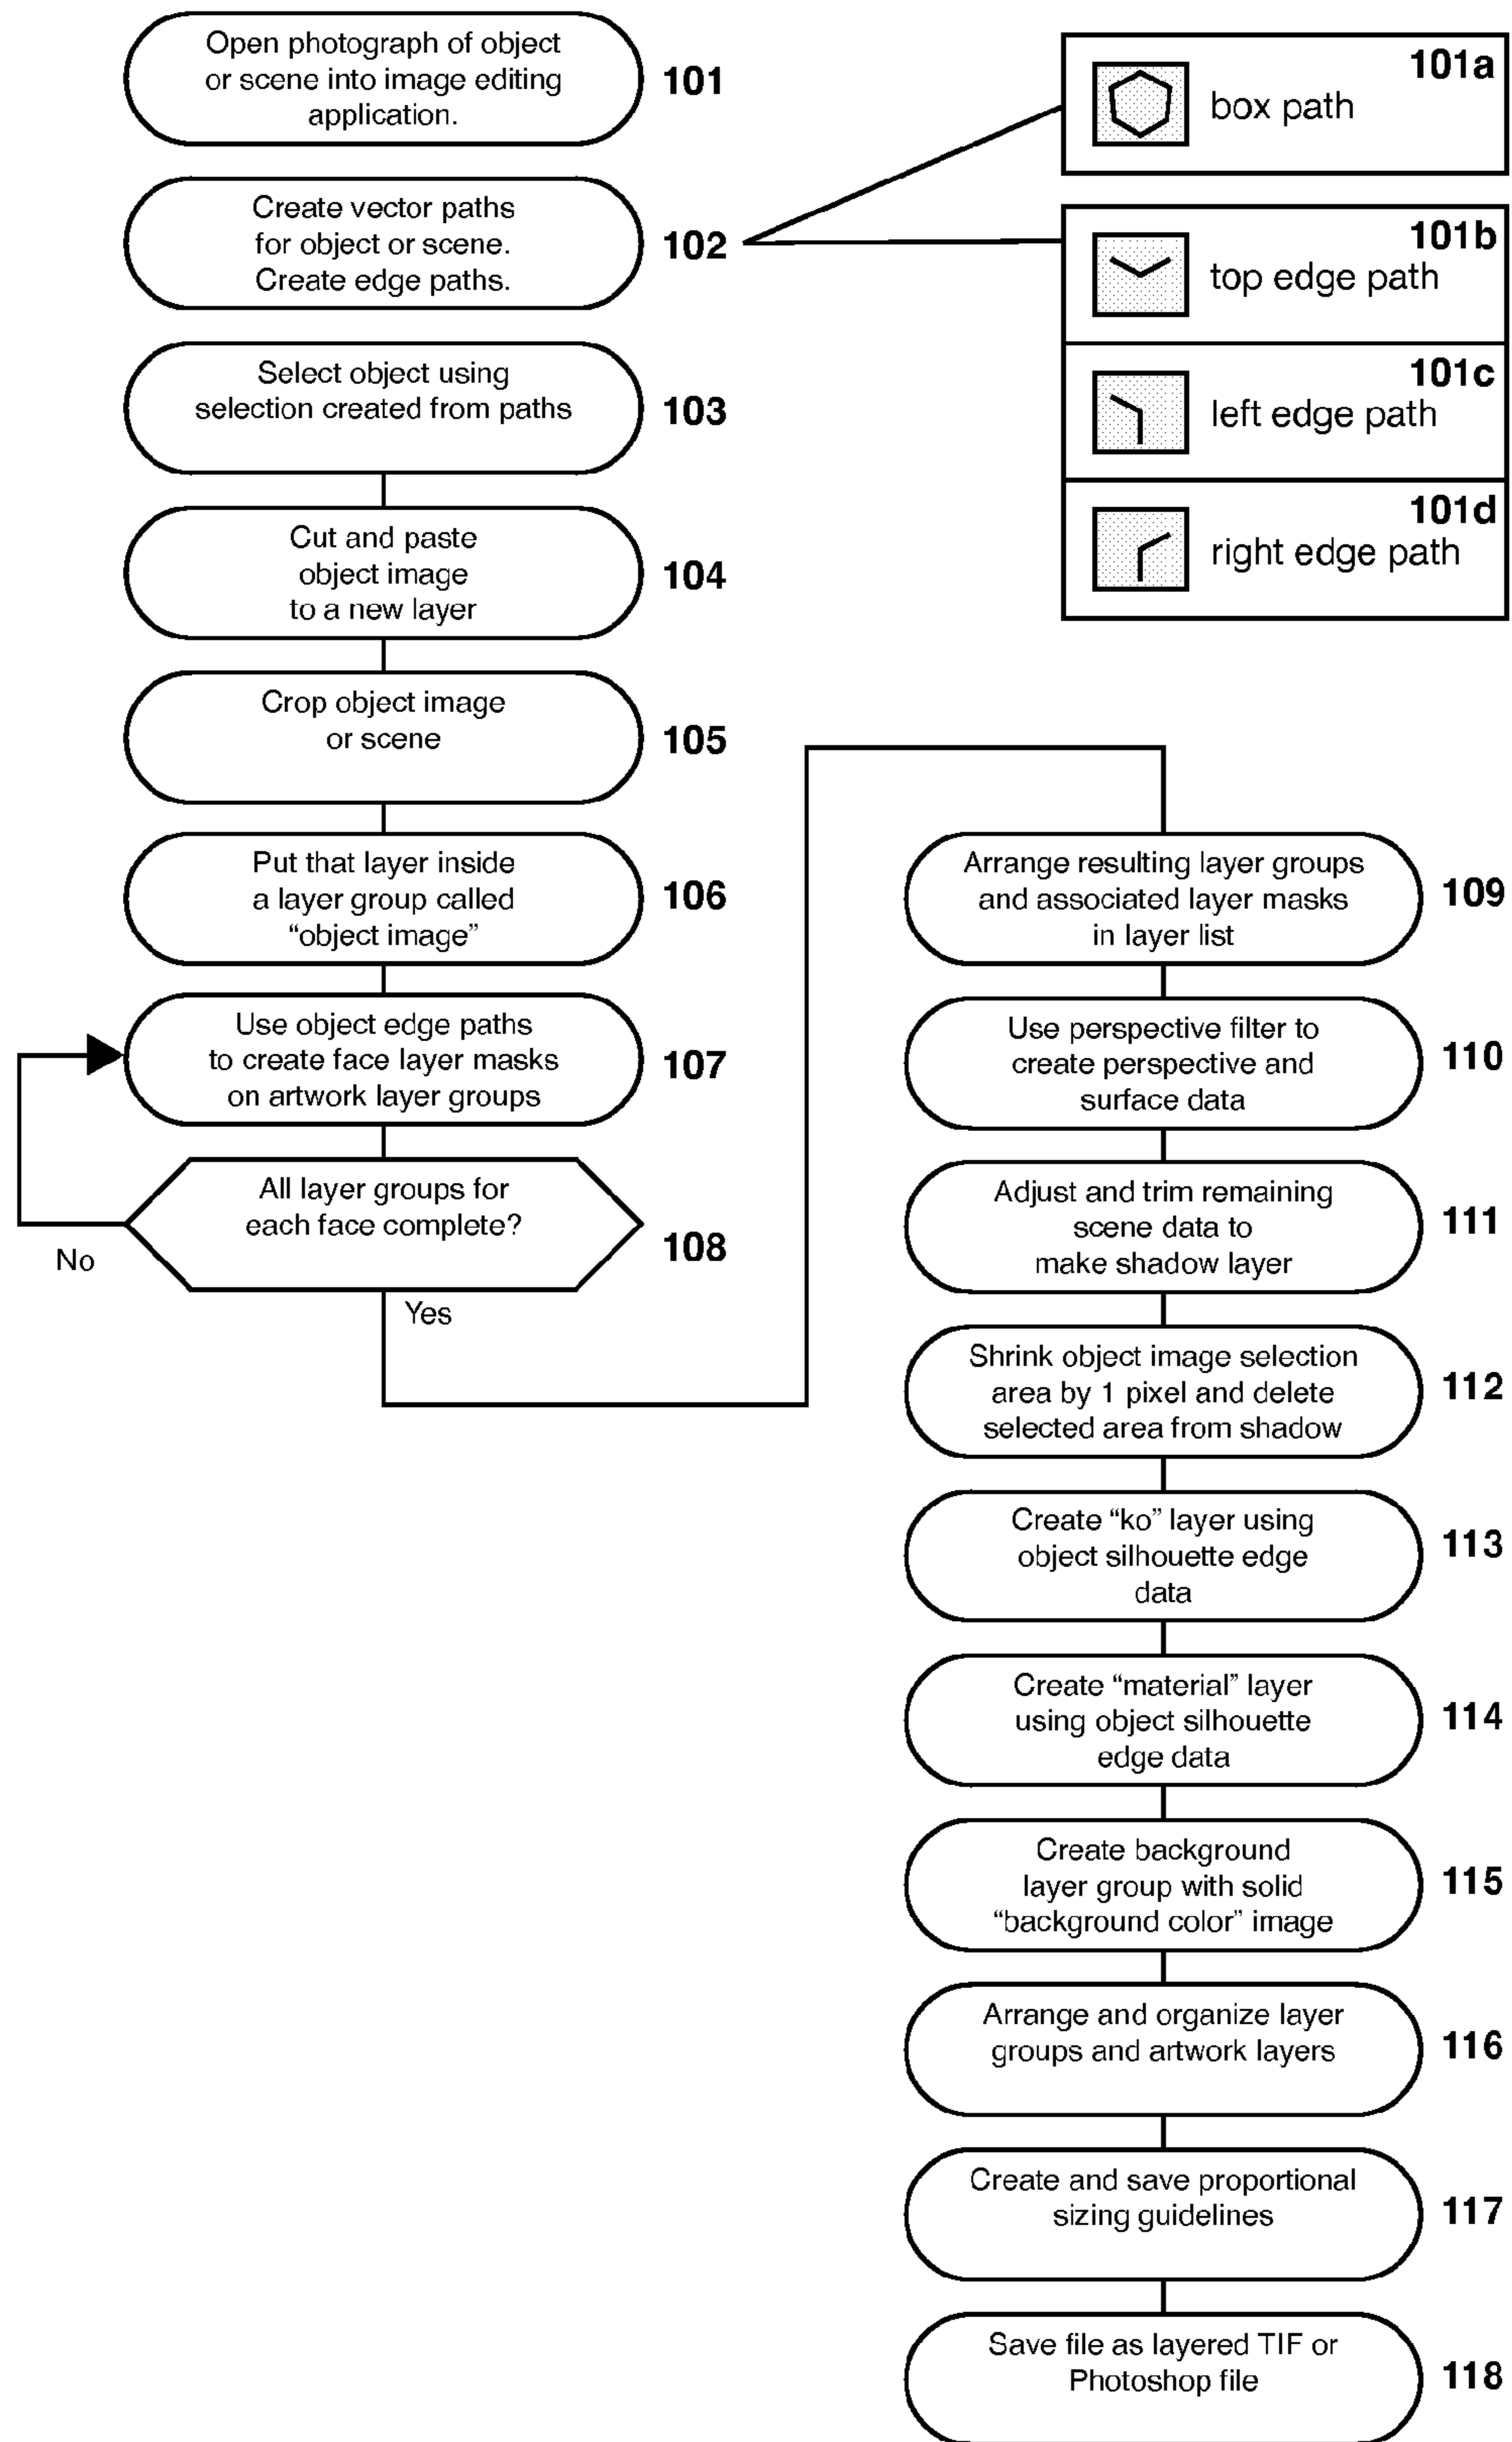 Open photograph of object
or scene into image editing
application.
101
Create vector paths
for object or scene.
Create edge paths.
102
101a
box path
101b
top edge path
101c
left edge path
101d
right edge path
Select object using
selection created from paths
103
Cut and paste
object image
to a new layer
104
Crop object image
or scene
105
Put that layer inside
a layer group called
“object image”
106
Use object edge paths
to create face layer masks
on artwork layer groups
107
All layer groups for
each face complete?
108
No
Yes
Arrange resulting layer groups
and associated layer masks
in layer list
109
Use perspective filter to
create perspective and
surface data
110
Adjust and trim remaining
scene data to
make shadow layer
111
Shrink object image selection
area by 1 pixel and delete
selected area from shadow
112
Create “ko” layer using
object silhouette edge
data
113
Create “material” layer
using object silhouette
edge data
114
Create background
layer group with solid
“background color” image
115
Arrange and organize layer
groups and artwork layers
116
Create and save proportional
sizing guidelines
117
Save file as layered TIF or
Photoshop file
118